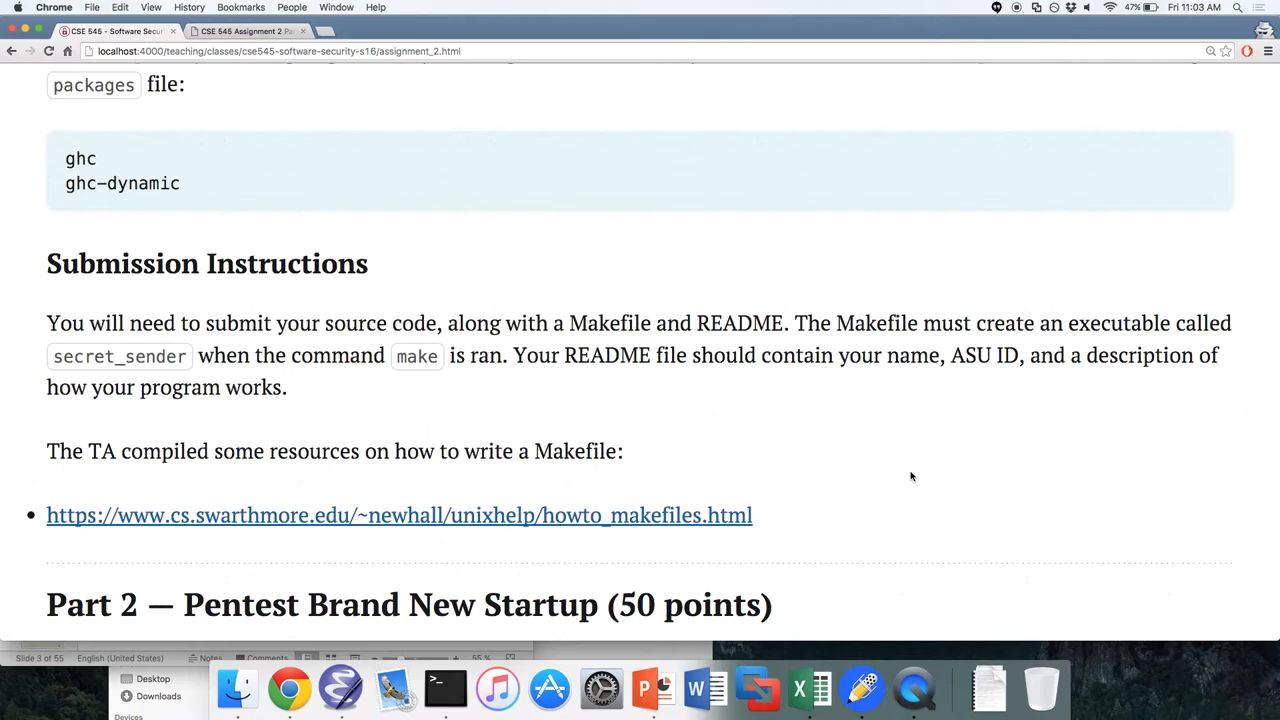 Chrome File Edit View History Bookmarks People Window Help 47% Fri 11:03 AM
CSE 545 - Software Securi CSE 545 Assignment 2 Pa
localhost:4000/teaching/classes/cse545-software-security-s16/assignment_2.html
packages file:
ghc
ghc-dynamic
Submission Instructions
You will need to submit your source code, along with a Makefile and README. The Makefile must create an executable called
secret_sender when the command make is ran. Your README file should contain your name, ASU ID, and a description of
how your program works.
The TA compiled some resources on how to write a Makefile:
https://www.cs.swarthmore.edu/~newhall/unixhelp/howto_makefiles.html
Part 2 — Pentest Brand New Startup (50 points)
Slide 3 of 55 English (United States) Notes Comments 55 %
Desktop
Downloads
Devices